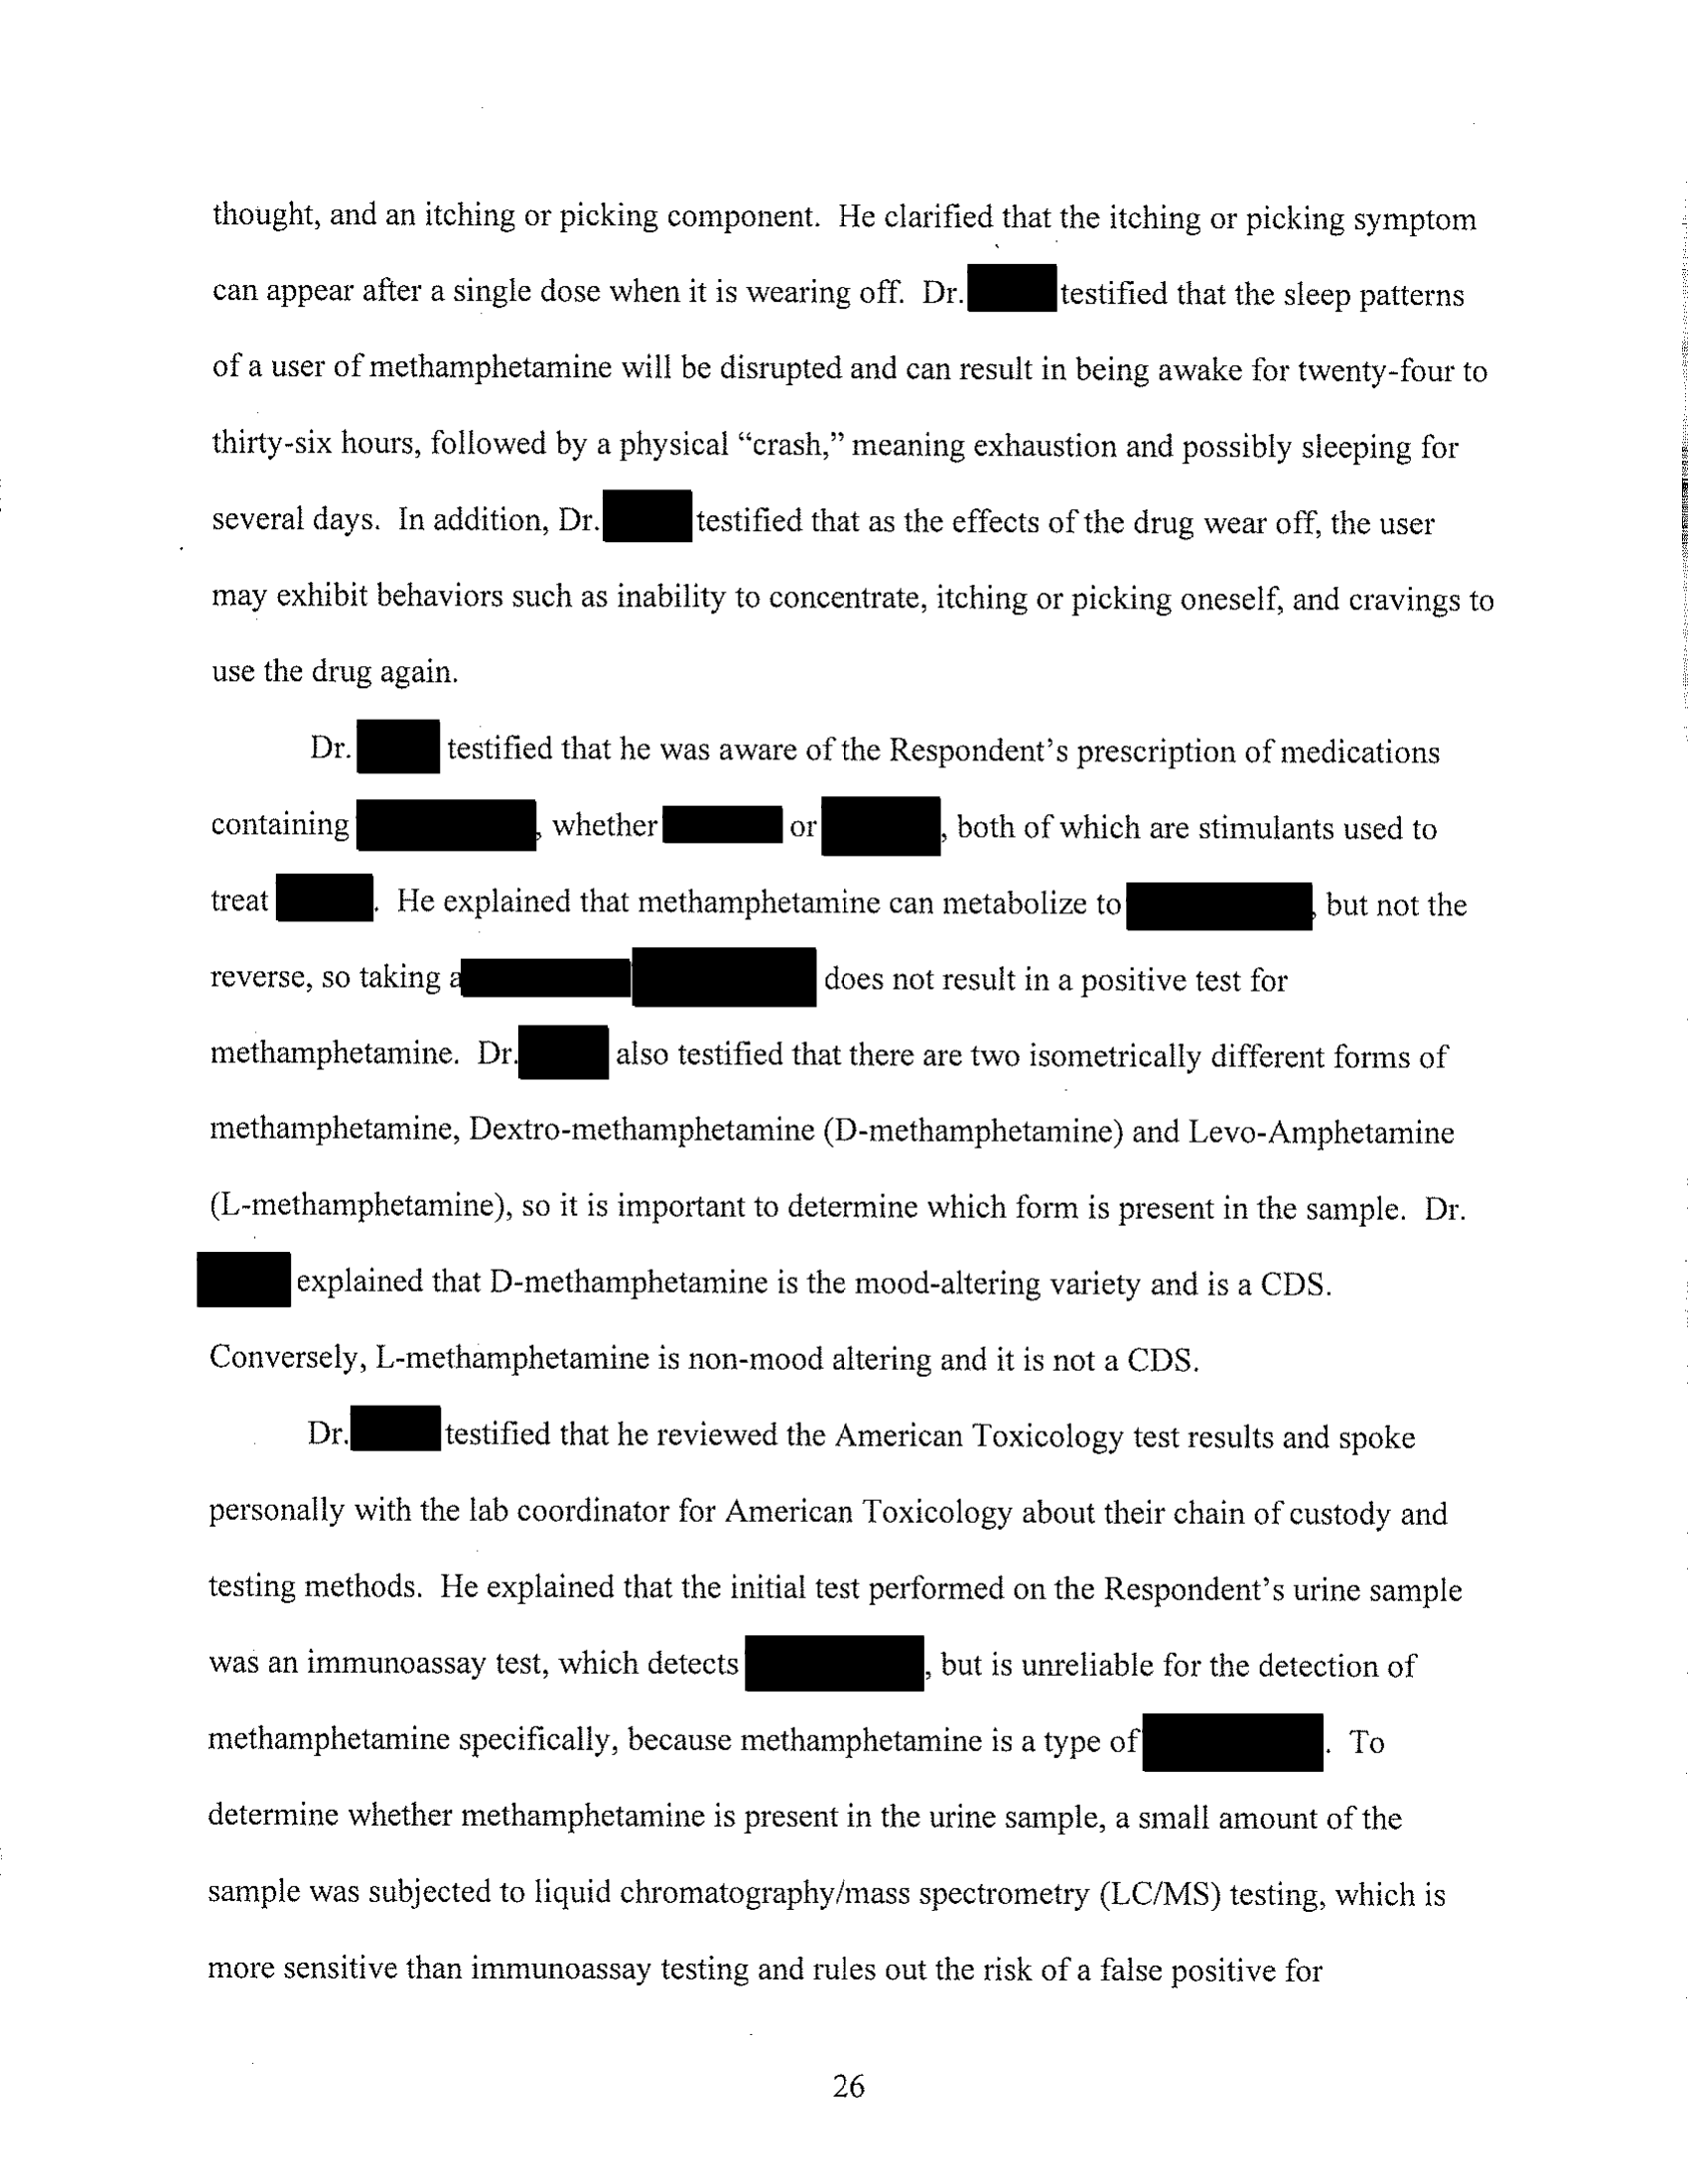 thought, and an itching or picking component. He clarified that the itching or picking symptom
can appear after a single dose when it is wearing off. Dr. testified that the sleep patterns
of a user of methamphetamine will be disrupted and can result in being awake for twenty-four to
thirty-six hours, followed by a physical “crash,” meaning exhaustion and possibly sleeping for
several days. In addition, Dr. testified that as the effects of the drug wear off, the user
may exhibit behaviors such as inability to concentrate, itching or picking oneself, and cravings to
use the drug again.
Dr. testified that he was aware of the Respondent’s prescription of medications
containing , whether or , both of which are stimulants used to
treat . He explained that methamphetamine can metabolize to , but not the
reverse, so taking a does not result in a positive test for
methamphetamine. Dr. also testified that there are two isometrically different forms of
methamphetamine, Dextro-methamphetamine (D-methamphetamine) and Levo-Amphetamine
(L-methamphetamine), so it is important to determine which form is present in the sample. Dr.
explained that D-methamphetamine is the mood-altering variety and is a CDS.
Conversely, L-methamphetamine is non-mood altering and it is not a CDS.
Dr. testified that he reviewed the American Toxicology test results and spoke
personally with the lab coordinator for American Toxicology about their chain of custody and
testing methods. He explained that the initial test performed on the Respondent’s urine sample
was an immunoassay test, which detects , but is unreliable for the detection of
methamphetamine specifically, because methamphetamine is a type of . To
determine whether methamphetamine is present in the urine sample, a small amount of the
sample was subjected to liquid chromatography/mass spectrometry (LC/MS) testing, which is
more sensitive than immunoassay testing and rules out the risk of a false positive for
26